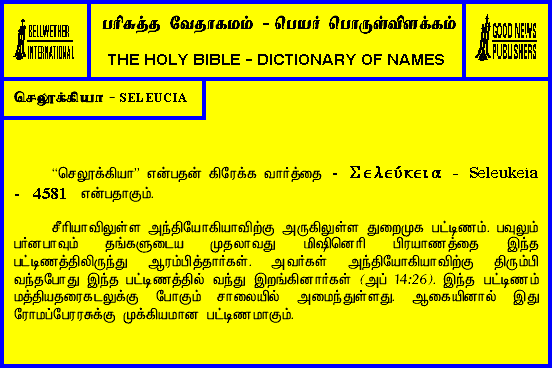 BELLWETHER
INTERNATIONAL
பரிசுத்த வேதாகமம் - பெயர் பொருள்விளக்கம்
THE HOLY BIBLE - DICTIONARY OF NAMES
GOOD NEWS
PUBLISHERS
செலூக்கியா - SELEUCIA
“செலூக்கியா” என்பதன் கிரேக்க வார்த்தை - Σελεύκεια - Seleukeia
- 4581 என்பதாகும்.
சீரியாவிலுள்ள அந்தியோகியாவிற்கு அருகிலுள்ள துறைமுக பட்டிணம். பவுலும்
பர்னபாவும் தங்களுடைய முதலாவது மிஷினெரி பிரயாணத்தை இந்த
பட்டிணத்திலிருந்து ஆரம்பித்தார்கள். அவர்கள் அந்தியோகியாவிற்கு திரும்பி
வந்தபோது இந்த பட்டிணத்தில் வந்து இறங்கினார்கள் (அப் 14:26). இந்த பட்டிணம்
மத்தியதரைகடலுக்கு போகும் சாலையில் அமைந்துள்ளது. ஆகையினால் இது
ரோமப்பேரரசுக்கு முக்கியமான பட்டிணமாகும்.